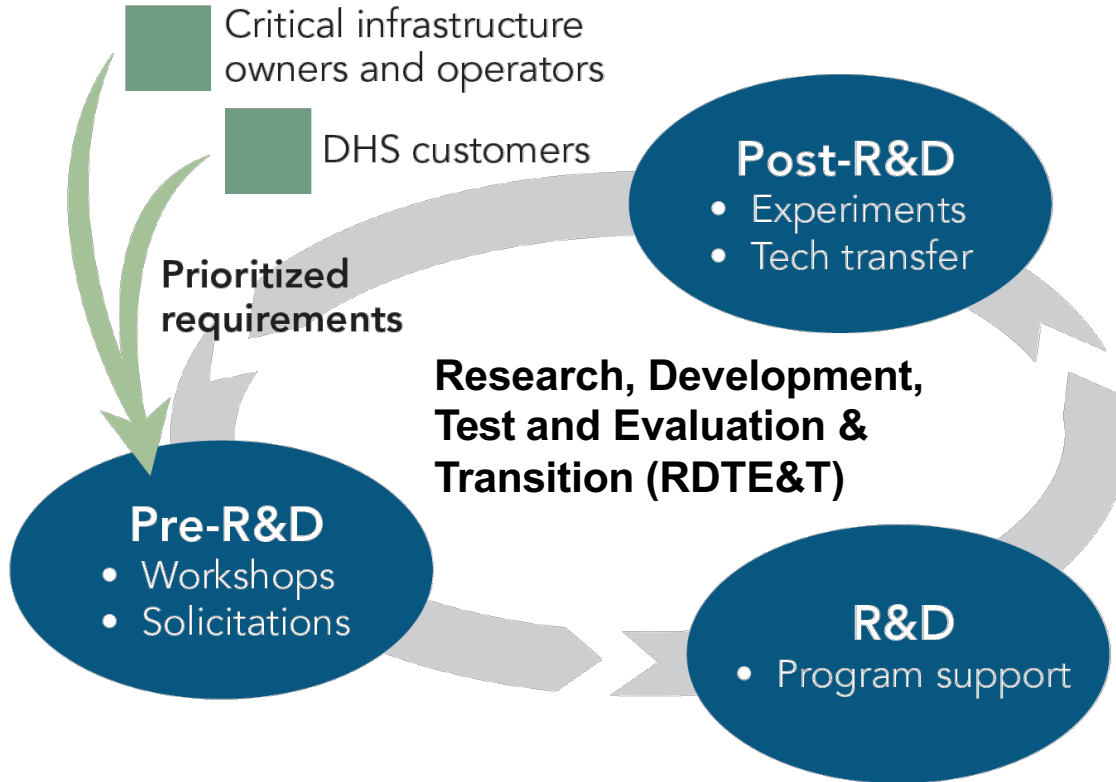 Critical infrastructure
owners and operators
DHS customers
Prioritized
requirements
Post-R&D
• Experiments
• Tech transfer
Research, Development,
Test and Evaluation &
Transition (RDTE&T)
Pre-R&D
• Workshops
• Solicitations
R&D
• Program support